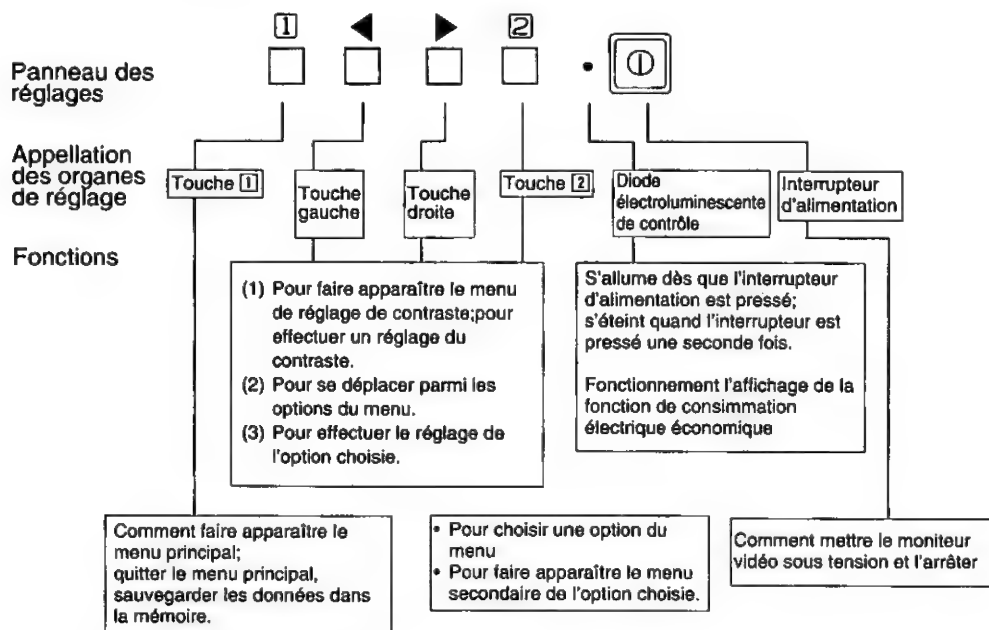 1
2
Panneau des
réglages
Appellation
des organes
de réglage
Touche 1
Touche
gauche
Touche
droite
Touche 2
Diode
électroluminescente
de contrôle
Interrupteur
d'alimentation
Fonctions
(1) Pour faire apparaître le menu
de réglage de contraste;pour
effectuer un réglage du
contraste.
(2) Pour se déplacer parmi les
options du menu.
(3) Pour effectuer le réglage de
l'option choisie.
S'allume dès que l'interrupteur
d'alimentation est pressé;
s'éteint quand l'interrupteur est
pressé une seconde fois.
Fonctionnement l'affichage de la
fonction de consimmation
électrique économique
Comment faire apparaître le
menu principal;
quitter le menu principal,
sauvegarder les données dans
la mémoire.
• Pour choisir une option du
menu
• Pour faire apparaître le menu
secondaire de l'option choisie.
Comment mettre le moniteur
vidéo sous tension et l'arrêter